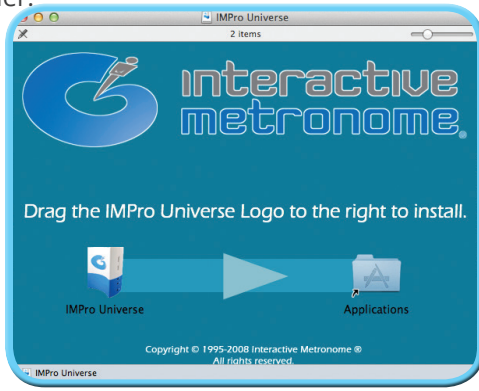 IMPro Universe
2 items
interactive
metronome®
Drag the IMPro Universe Logo to the right to install.
IMPro Universe
Applications
Copyright © 1995-2008 Interactive Metronome ®
All rights reserved.
IMPro Universe